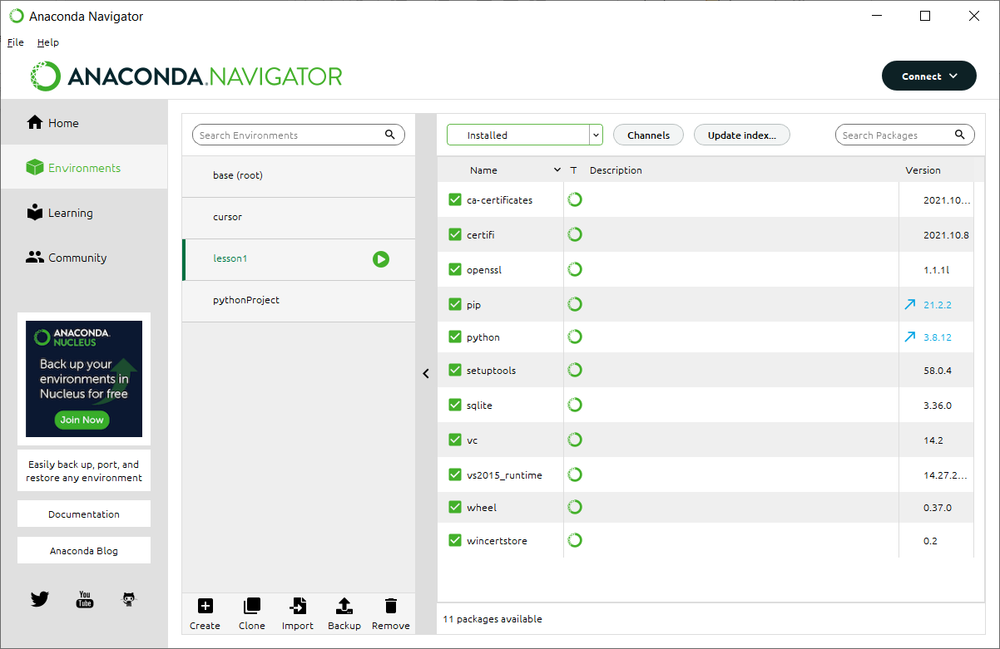 Anaconda Navigator
File Help
ANACONDA.NAVIGATOR
Connect
Home
Environments
Learning
Community
ANACONDA.
NUCLEUS
Back up your
environments in
Nucleus for free
Join Now
Easily back up, port, and
restore any environment
Documentation
Anaconda Blog
You
Tube
Search Environments
base (root)
cursor
lesson1
pythonProject
Create Clone Import Backup Remove
Installed Channels Update index... Search Packages
Name T Description Version
ca-certificates 2021.10...
certifi 2021.10.8
openssl 1.1.1l
pip 21.2.2
python 3.8.12
setuptools 58.0.4
sqlite 3.36.0
vc 14.2
vs2015_runtime 14.27.2...
wheel 0.37.0
wincertstore 0.2
11 packages available